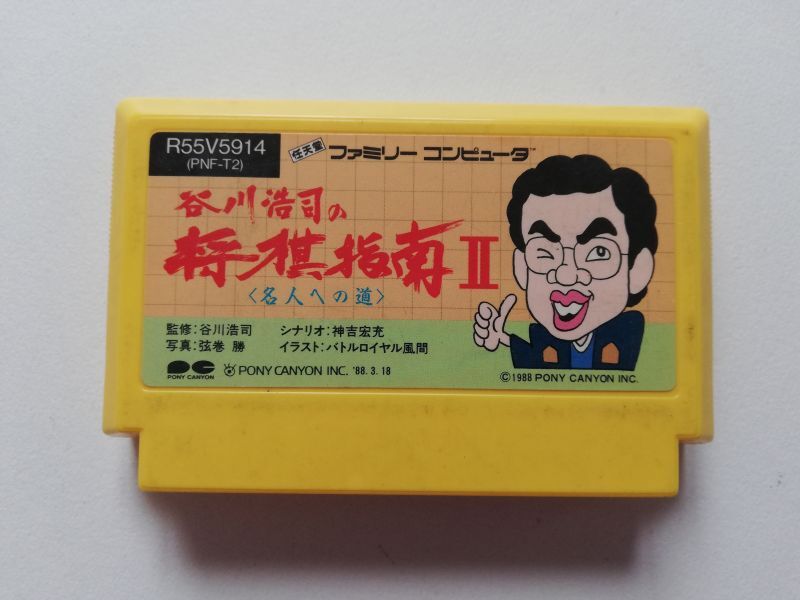 R55V5914
(PNF-T2)
任天堂 ファミリー コンピュータ™
谷川浩司の
将棋指南II
〈名人への道〉
監修:谷川浩司 シナリオ:神吉宏充
写真:弦巻 勝 イラスト:バトルロイヤル風間
PONY CANYON PONY CANYON INC. '88. 3. 18
©1988 PONY CANYON INC.